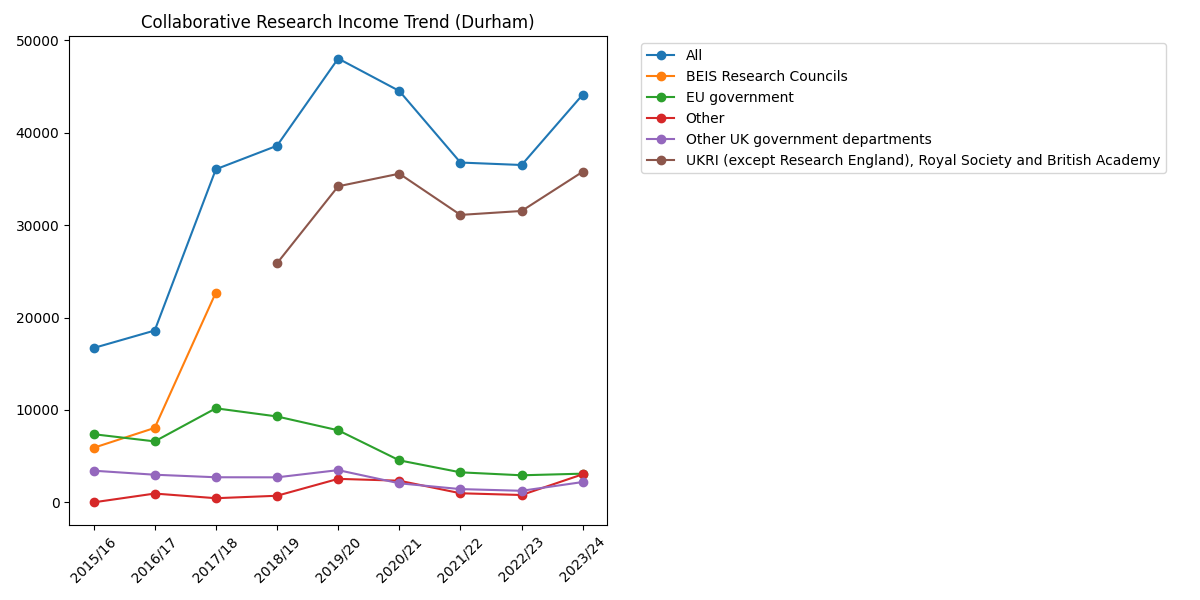 Collaborative Research Income Trend (Durham)
50000
40000
30000
20000
10000
0
2015/16
2016/17
2017/18
2018/19
2019/20
2020/21
2021/22
2022/23
2023/24
All
BEIS Research Councils
EU government
Other
Other UK government departments
UKRI (except Research England), Royal Society and British Academy